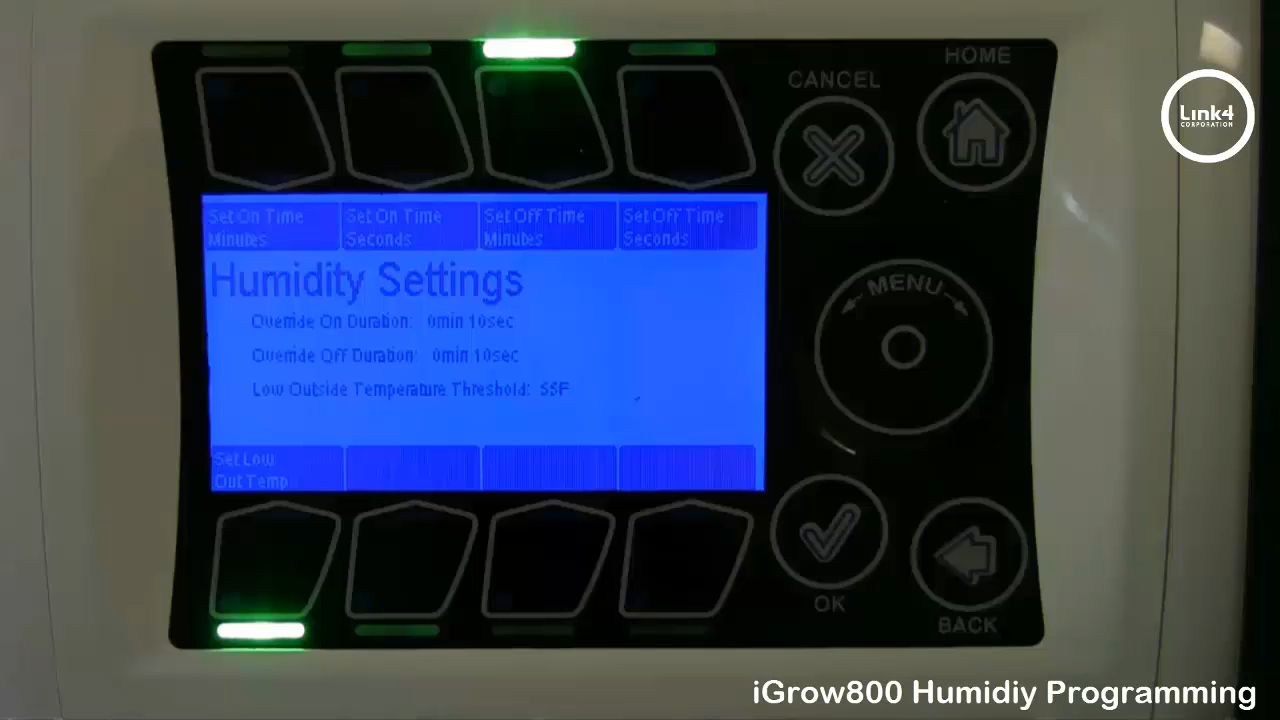 HOME
CANCEL
Link4
CORPORATION
Set On Time
Minutes
Set On Time
Seconds
Set Off Time
Minutes
Set Off Time
Seconds
Humidity Settings
Override On Duration: 0min 10sec
Override Off Duration: 0min 10sec
Low Outside Temperature Threshold: 55F
MENU
Set Low
Out Temp
OK
BACK
iGrow800 Humidiy Programming